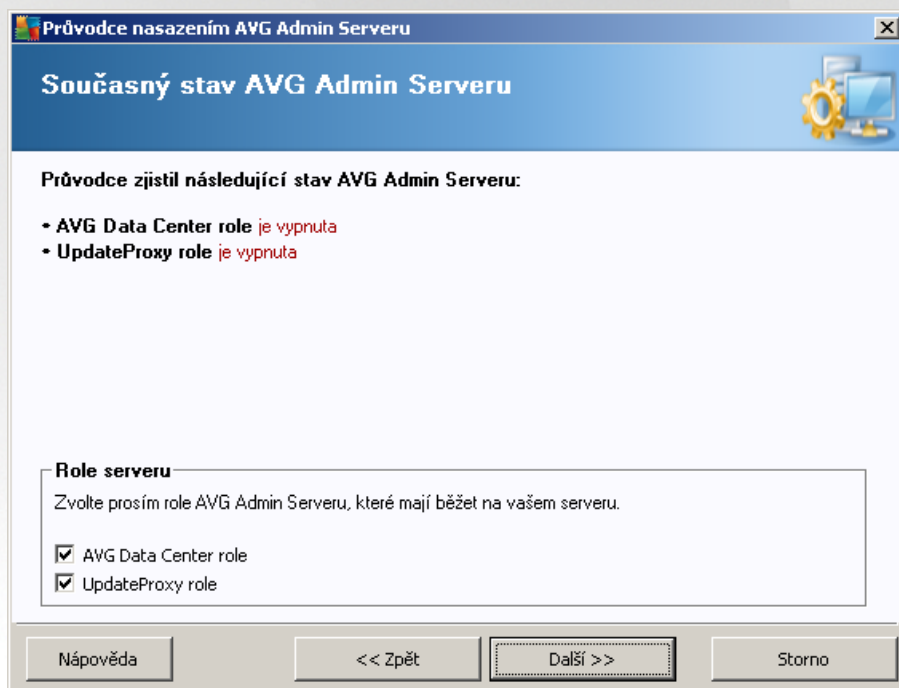 Průvodce nasazením AVG Admin Serveru
Současný stav AVG Admin Serveru
Průvodce zjistil následující stav AVG Admin Serveru:
• AVG Data Center role je vypnuta
• UpdateProxy role je vypnuta
Role serveru
Zvolte prosím role AVG Admin Serveru, které mají běžet na vašem serveru.
AVG Data Center role
UpdateProxy role
Nápověda << Zpět Další >> Storno